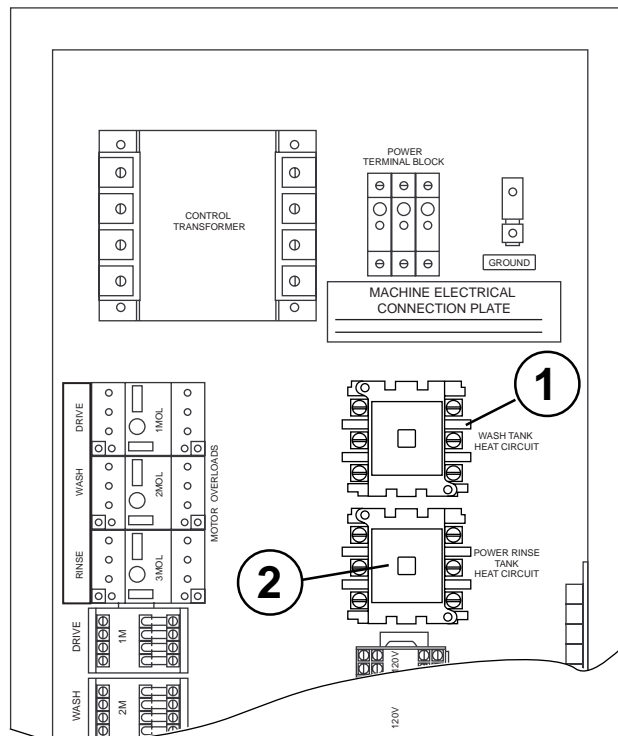 CONTROL
TRANSFORMER
POWER
TERMINAL BLOCK
GROUND
MACHINE ELECTRICAL
CONNECTION PLATE
1
DRIVE
1MOL
WASH
2MOL
RINSE
3MOL
MOTOR OVERLOADS
WASH TANK
HEAT CIRCUIT
2
POWER RINSE
TANK
HEAT CIRCUIT
DRIVE
1M
WASH
2M
120V
120V